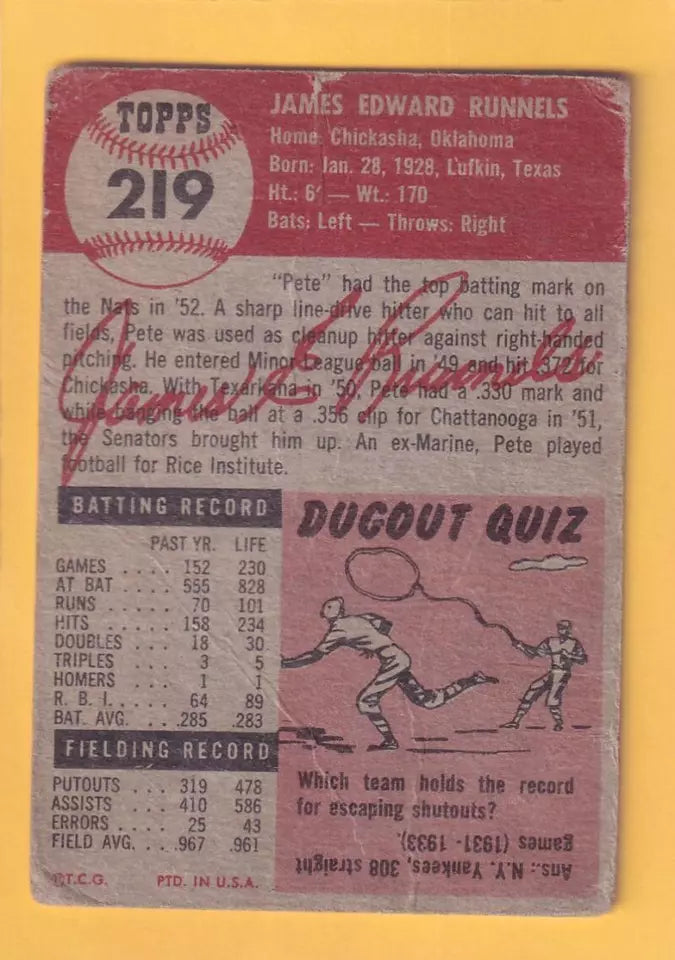 TOPPS
219
JAMES EDWARD RUNNELS
Home: Chickasha, Oklahoma
Born: Jan. 28, 1928, Lufkin, Texas
Ht.: 6' — Wt.: 170
Bats: Left — Throws: Right
"Pete" had the top batting mark on
the Nats in '52. A sharp line-drive hitter who can hit to all
fields, Pete was used as cleanup hitter against right-handed
pitching. He entered Minor League ball in '49 and hit .372 for
Chickasha. With Texarkana in '50, Pete had a .330 mark and
while banging the ball at a .356 clip for Chattanooga in '51,
the Senators brought him up. An ex-Marine, Pete played
football for Rice Institute.
James E Runnels
BATTING RECORD
PAST YR. LIFE
GAMES .... 152 230
AT BAT .... 555 828
RUNS ..... 70 101
HITS ..... 158 234
DOUBLES .... 18 30
TRIPLES .... 3 5
HOMERS .... 1 1
R. B. I. .... 64 89
BAT. AVG. ... .285 .283
FIELDING RECORD
PUTOUTS ... 319 478
ASSISTS ... 410 586
ERRORS .... 25 43
FIELD AVG. ... .967 .961
©T.C.G. PTD. IN U.S.A.
DUGOUT QUIZ
Which team holds the record
for escaping shutouts?
Ans.: N.Y. Yankees, 308 straight
games (1931 - 1933).